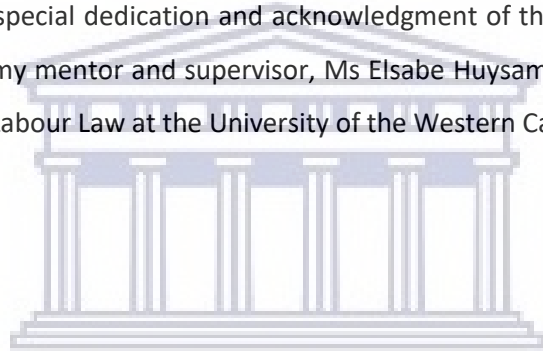 special dedication and acknowledgment of th
my mentor and supervisor, Ms Elsabe Huysam
abour Law at the University of the Western Ca